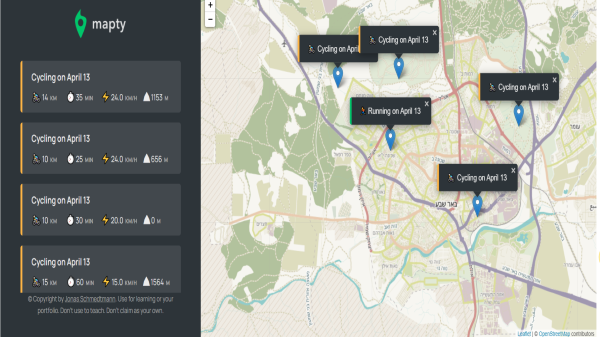 mapty
Cycling on April 13
14 KM 35 MIN 24.0 KM/H 1153 M
Cycling on April 13
10 KM 25 MIN 24.0 KM/H 656 M
Cycling on April 13
10 KM 30 MIN 20.0 KM/H 0 M
Cycling on April 13
15 KM 60 MIN 15.0 KM/H 1564 M
© Copyright by Jonas Schmedtmann. Use for learning or your
portfolio. Don't use to teach. Don't claim as your own.
+
−
Cycling on April
Cycling on April 13 x
Cycling on April 13 x
Running on April 13 x
Cycling on April 13 x
עומר
באר שבע
Leaflet | © OpenStreetMap contributors